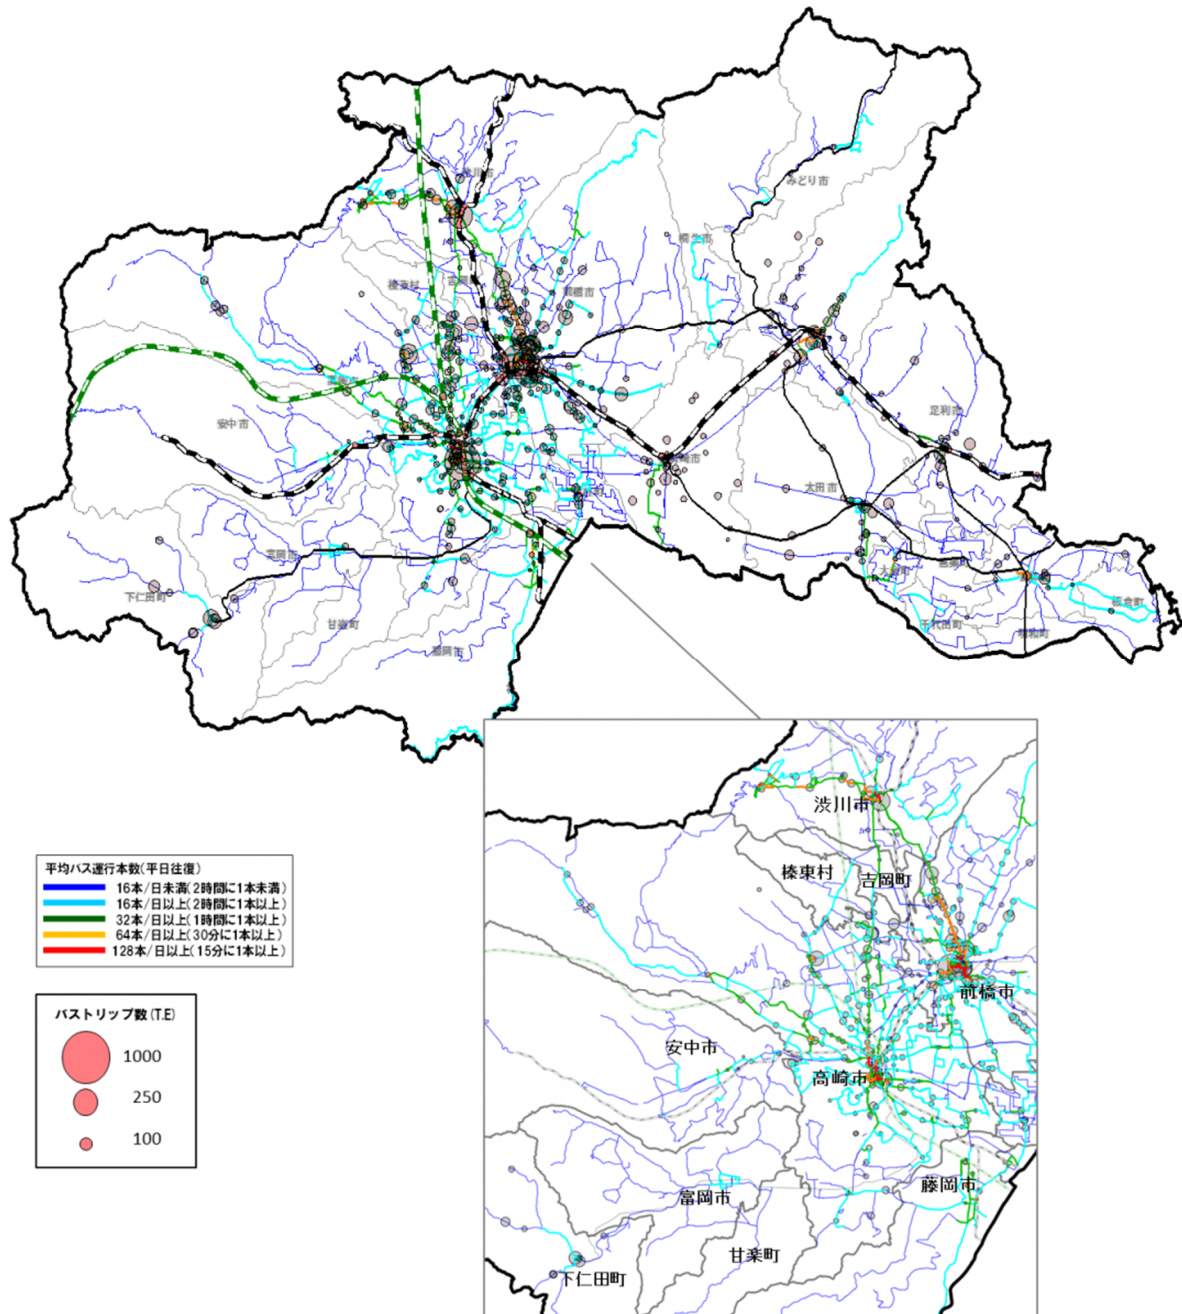 渋川市
みどり市
桐生市
榛東村
吉岡町
前橋市
安中市
足利市
太田市
富岡市
下仁田町
甘楽町
藤岡市
大泉町
千代田町
明和町
板倉町
平均バス運行本数(平日往復)
16本/日未満(2時間に1本未満)
16本/日以上(2時間に1本以上)
32本/日以上(1時間に1本以上)
64本/日以上(30分に1本以上)
128本/日以上(15分に1本以上)
バストリップ数(T.E)
1000
250
100
渋川市
榛東村
吉岡町
前橋市
安中市
高崎市
藤岡市
富岡市
甘楽町
下仁田町